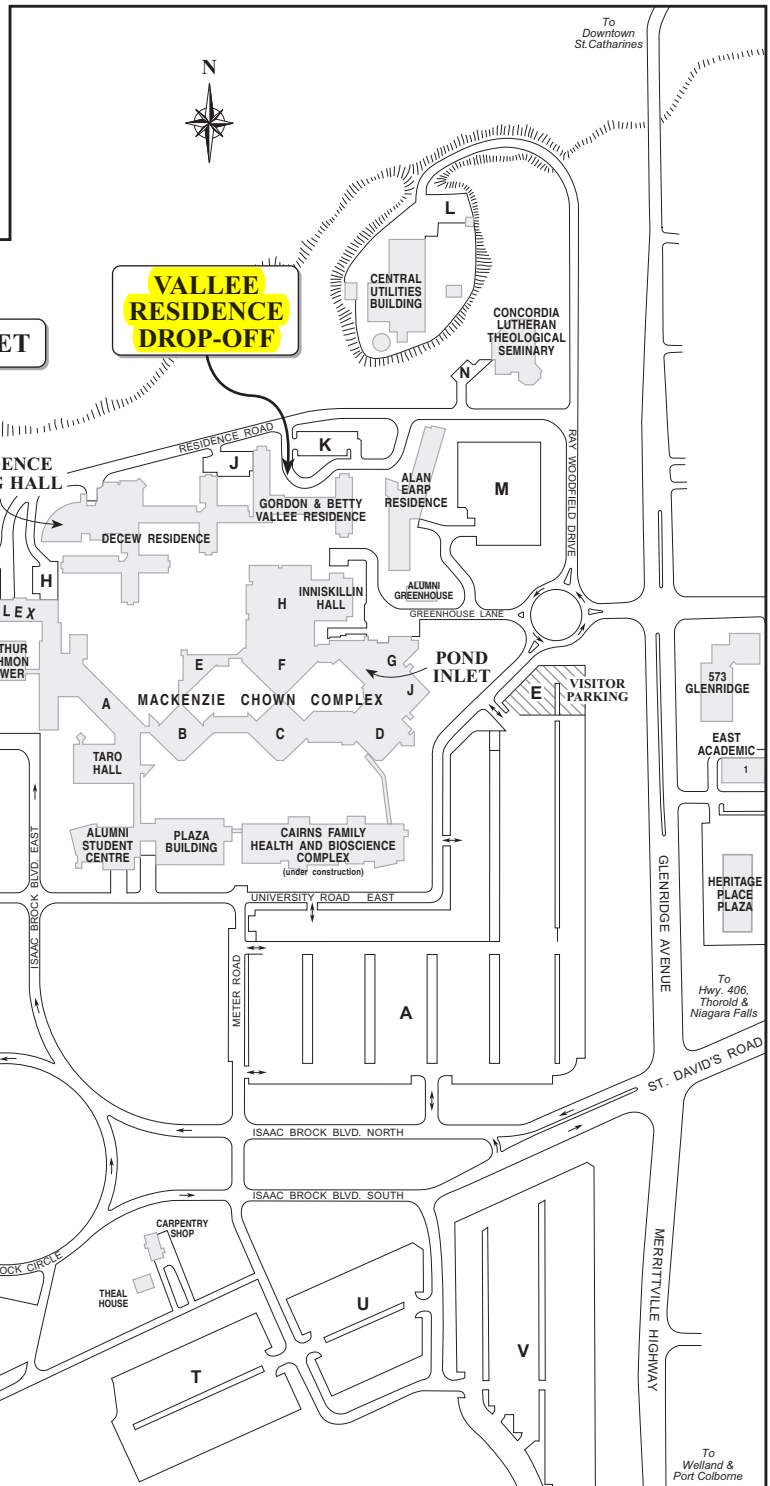 To
Downtown
St.Catharines
N
L
CENTRAL
UTILITIES
BUILDING
VALLEE
RESIDENCE
DROP-OFF
CONCORDIA
LUTHERAN
THEOLOGICAL
SEMINARY
ET
N
RESIDENCE ROAD
K
J
DENCE
G HALL
GORDON & BETTY
VALLEE RESIDENCE
ALAN
EARP
RESIDENCE
M
RAY WOODFIELD DRIVE
DECEW RESIDENCE
H
INNISKILLIN
HALL
H
ALUMNI
GREENHOUSE
GREENHOUSE LANE
LEX
THUR
HMON
WER
E
F
G
J
POND
INLET
A
MACKENZIE CHOWN COMPLEX
B
C
D
E
VISITOR
PARKING
573
GLENRIDGE
EAST
ACADEMIC
1
TARO
HALL
ALUMNI
STUDENT
CENTRE
PLAZA
BUILDING
CAIRNS FAMILY
HEALTH AND BIOSCIENCE
COMPLEX
(under construction)
ISAAC BROCK BLVD. EAST
UNIVERSITY ROAD EAST
GLENRIDGE AVENUE
HERITAGE
PLACE
PLAZA
METER ROAD
A
To
Hwy. 406,
Thorold &
Niagara Falls
ST. DAVID'S ROAD
ISAAC BROCK BLVD. NORTH
ISAAC BROCK BLVD. SOUTH
CARPENTRY
SHOP
OCK CIRCLE
THEAL
HOUSE
U
T
V
MERRITTVILLE HIGHWAY
To
Welland &
Port Colborne